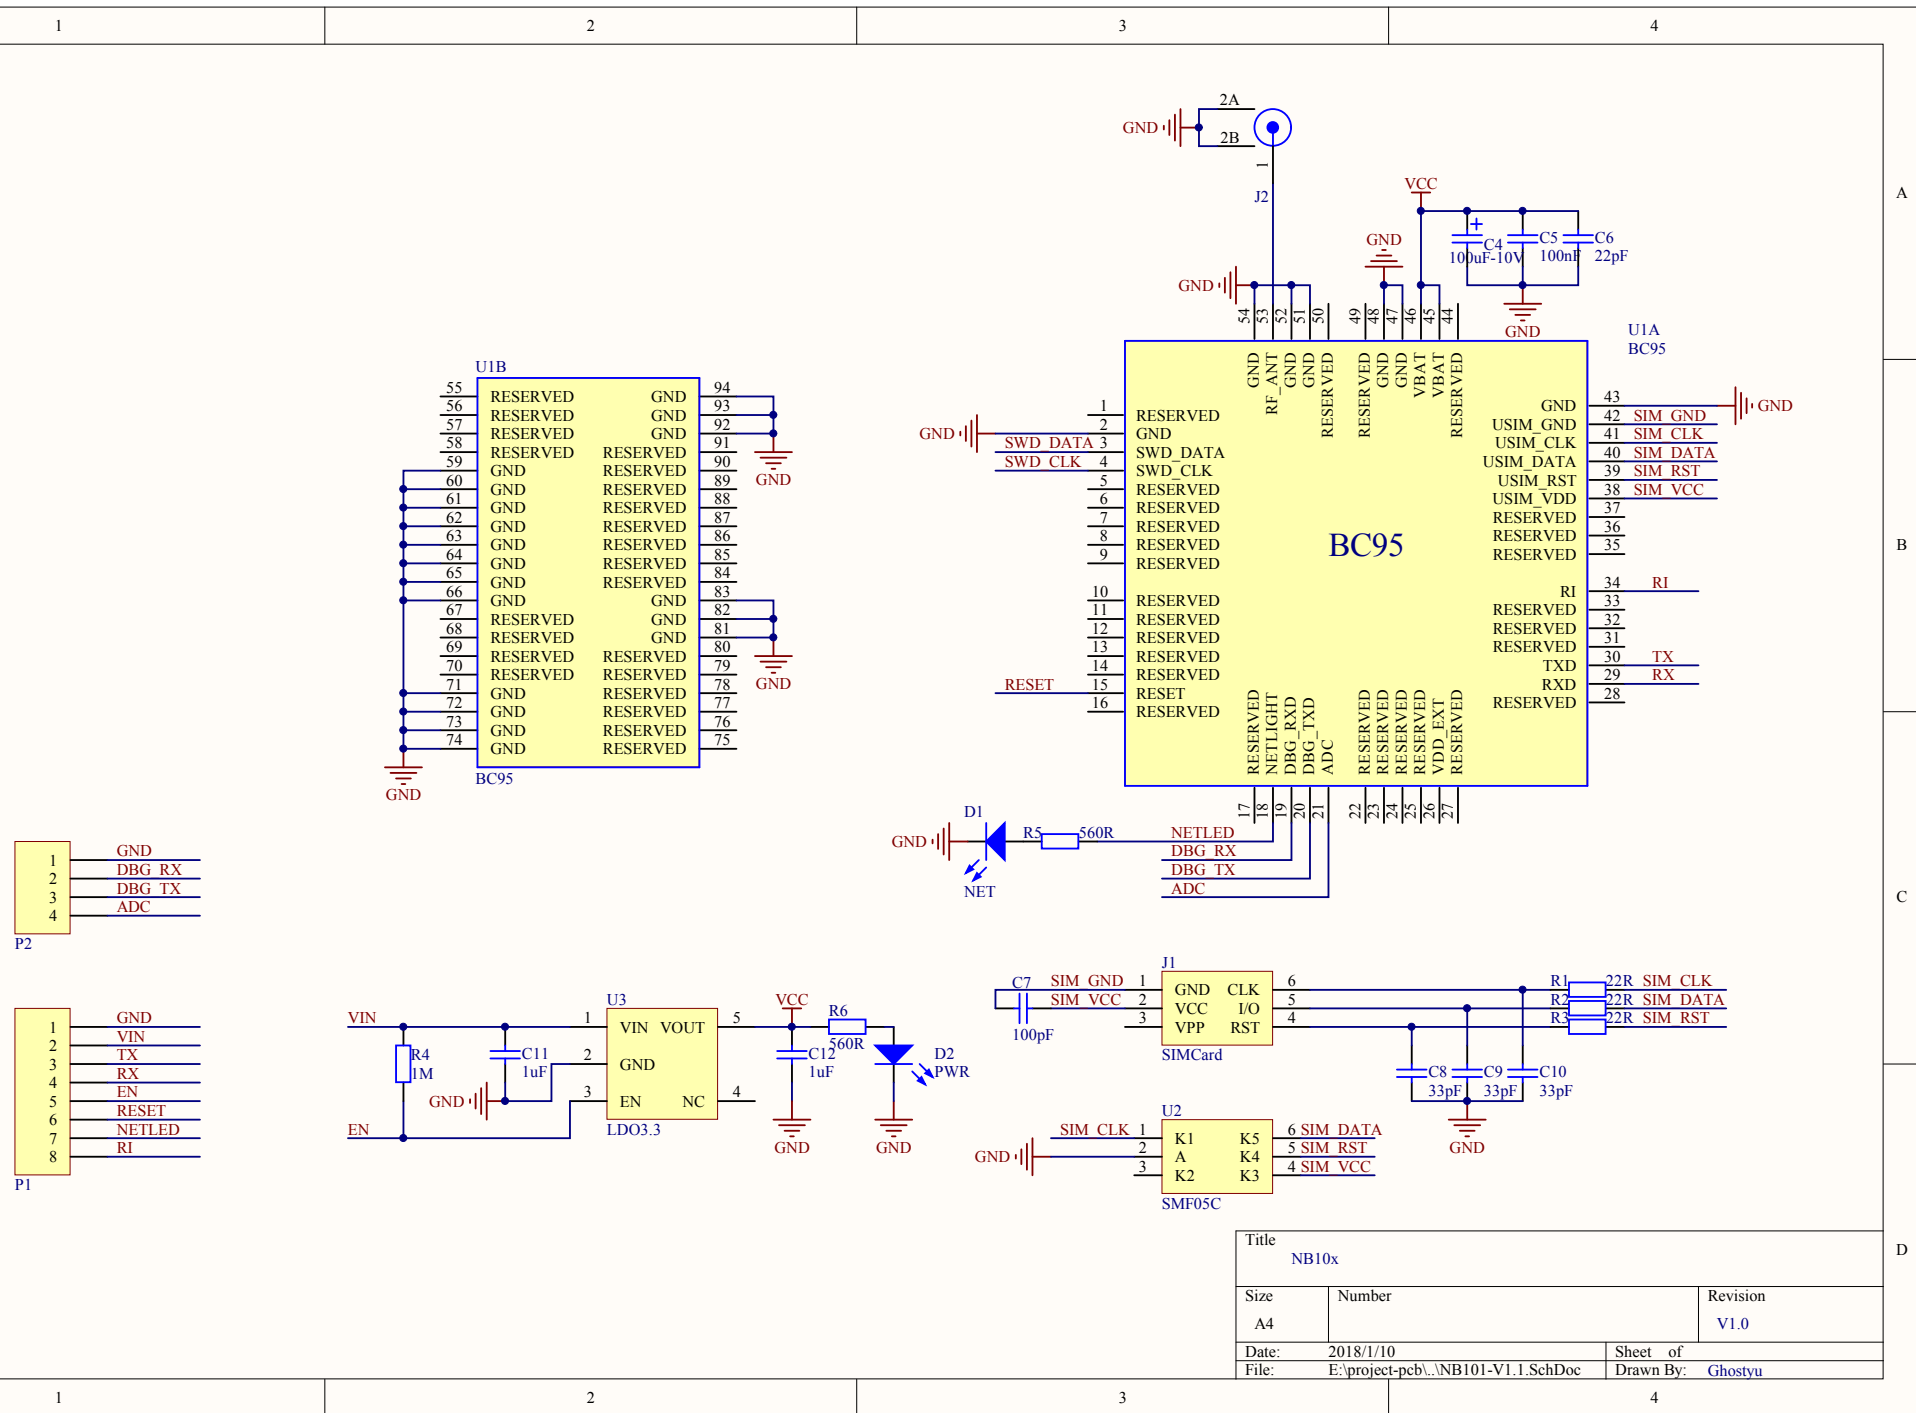 1 2 3 4
A
B
C
D
2A
GND
2B
1
J2
VCC
GND
C4
100uF-10V
C5
100nF
C6
22pF
GND
GND
54 53 52 51 50 49 48 47 46 45 44
U1A
BC95
GND RF_ANT GND GND RESERVED RESERVED GND GND VBAT VBAT RESERVED
1 RESERVED
GND 2 GND
SWD_DATA 3 SWD_DATA
SWD_CLK 4 SWD_CLK
5 RESERVED
6 RESERVED
7 RESERVED
8 RESERVED
9 RESERVED
10 RESERVED
11 RESERVED
12 RESERVED
13 RESERVED
14 RESERVED
RESET 15 RESET
16 RESERVED
BC95
GND 43 GND
USIM_GND 42 SIM_GND
USIM_CLK 41 SIM_CLK
USIM_DATA 40 SIM_DATA
USIM_RST 39 SIM_RST
USIM_VDD 38 SIM_VCC
RESERVED 37
RESERVED 36
RESERVED 35
RI 34 RI
RESERVED 33
RESERVED 32
RESERVED 31
TXD 30 TX
RXD 29 RX
RESERVED 28
RESERVED NETLIGHT DBG_RXD DBG_TXD ADC RESERVED RESERVED RESERVED RESERVED VDD_EXT RESERVED
17 18 19 20 21 22 23 24 25 26 27
D1
GND
NET
R5 560R
NETLED
DBG_RX
DBG_TX
ADC
U1B
55 RESERVED GND 94
56 RESERVED GND 93
57 RESERVED GND 92
58 RESERVED RESERVED 91
59 GND RESERVED 90
60 GND RESERVED 89
61 GND RESERVED 88
62 GND RESERVED 87
63 GND RESERVED 86
64 GND RESERVED 85
65 GND RESERVED 84
66 GND GND 83
67 RESERVED GND 82
68 RESERVED GND 81
69 RESERVED RESERVED 80
70 RESERVED RESERVED 79
71 GND RESERVED 78
72 GND RESERVED 77
73 GND RESERVED 76
74 GND RESERVED 75
BC95
GND
GND
GND
1 GND
2 DBG_RX
3 DBG_TX
4 ADC
P2
1 GND
2 VIN
3 TX
4 RX
5 EN
6 RESET
7 NETLED
8 RI
P1
VIN
EN
R4
1M
C11
1uF
GND
U3
1 VIN VOUT 5
2 GND
3 EN NC 4
LDO3.3
VCC
C12
1uF
GND
R6
560R
D2
PWR
GND
J1
C7
100pF
SIM_GND 1 GND CLK 6
SIM_VCC 2 VCC I/O 5
3 VPP RST 4
SIMCard
R1 22R SIM_CLK
R2 22R SIM_DATA
R3 22R SIM_RST
C8
33pF
C9
33pF
C10
33pF
GND
U2
SIM_CLK 1 K1 K5 6 SIM_DATA
GND 2 A K4 5 SIM_RST
3 K2 K3 4 SIM_VCC
SMF05C
Title
NB10x
Size
A4
Number
Revision
V1.0
Date: 2018/1/10 Sheet of
File: E:\project-pcb\..\NB101-V1.1.SchDoc Drawn By: Ghostyu
1 2 3 4